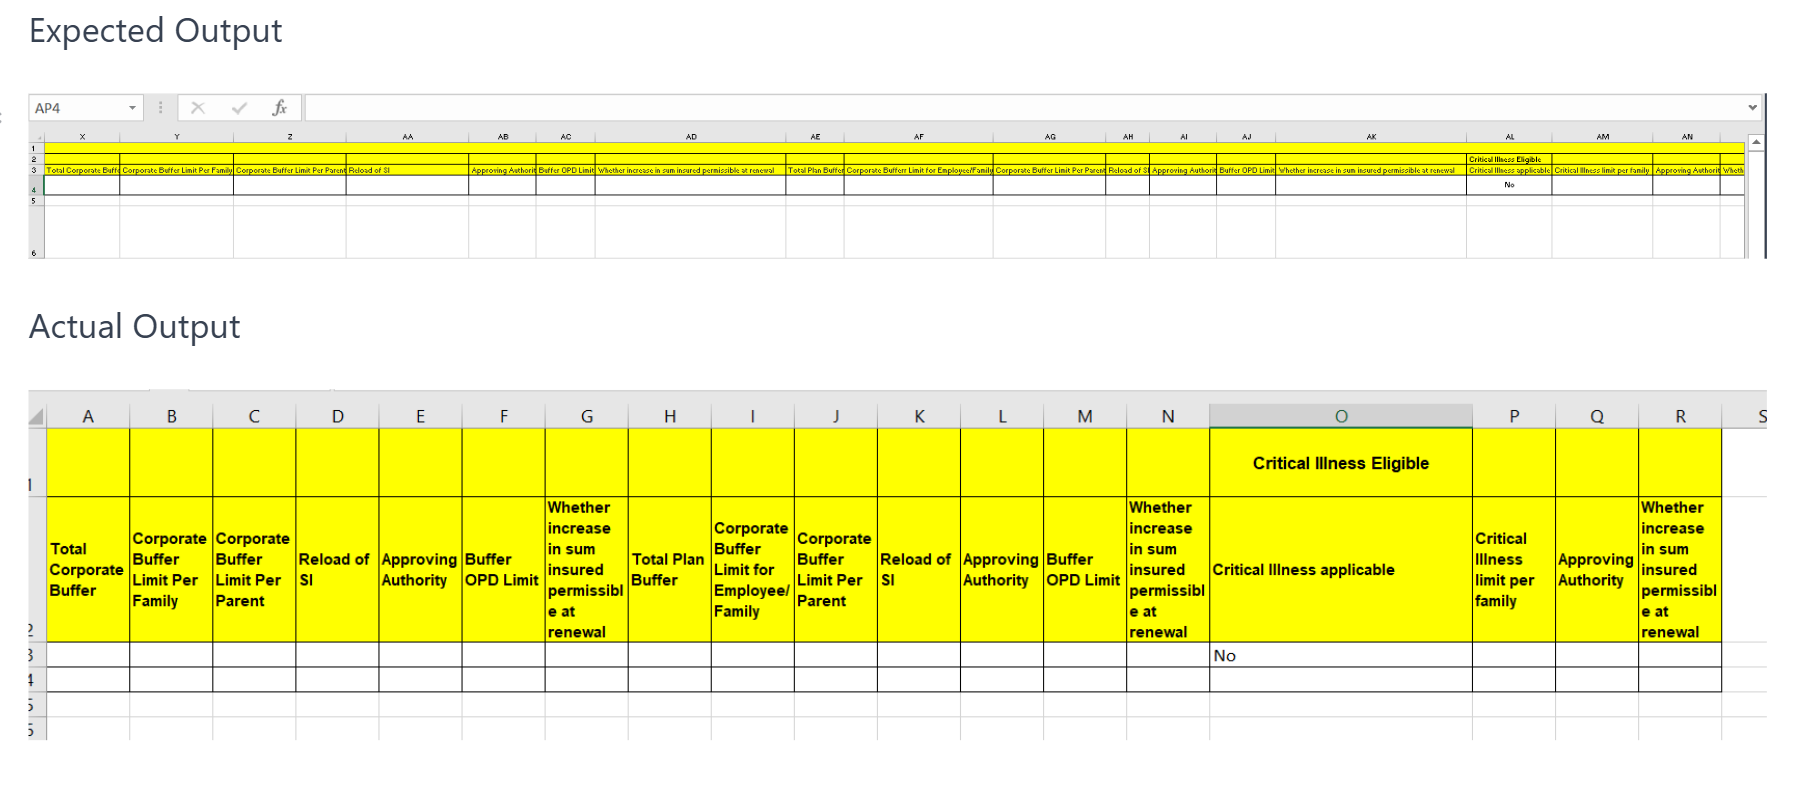 Expected Output
AP4 fx
X Y Z AA AB AC AD AE AF AG AH AI AJ AK AL AM AN
1
2 Critical Illness Eligible
3 Total Corporate Buff Corporate Buffer Limit Per Family Corporate Buffer Limit Per Parent Reload of SI Approving Authorit Buffer OPD Limit Whether increase in sum insured permissible at renewal Total Plan Buffer Corporate Bufferr Limit for Employee/Family Corporate Buffer Limit Per Parent Reload of SI Approving Authorit Buffer OPD Limit Whether increase in sum insured permissible at renewal Critical Illness applicable Critical Illness limit per family Approving Authorit Wheth
4 No
5
6
Actual Output
A B C D E F G H I J K L M N O P Q R S
1 Critical Illness Eligible
2 Total Corporate Buffer Corporate Buffer Limit Per Family Corporate Buffer Limit Per Parent Reload of SI Approving Authority Buffer OPD Limit Whether increase in sum insured permissibl e at renewal Total Plan Buffer Corporate Buffer Limit for Employee/ Family Corporate Buffer Limit Per Parent Reload of SI Approving Authority Buffer OPD Limit Whether increase in sum insured permissibl e at renewal Critical Illness applicable Critical Illness limit per family Approving Authority Whether increase in sum insured permissibl e at renewal
3 No
4
5
6